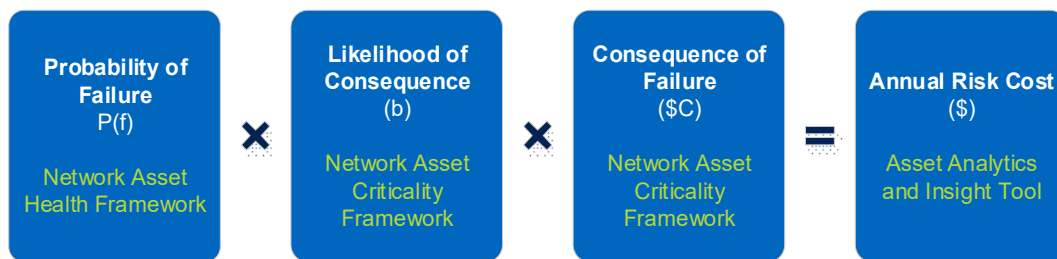 Probability of
Failure
P(f)
Network Asset
Health Framework
×
Likelihood of
Consequence
(b)
Network Asset
Criticality
Framework
×
Consequence of
Failure
($C)
Network Asset
Criticality
Framework
=
Annual Risk Cost
($)
Asset Analytics
and Insight Tool